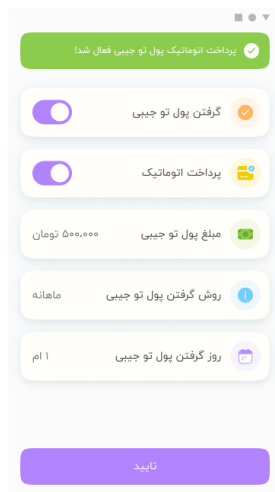 پرداخت اتوماتیک پول تو جیبی فعال شد!
گرفتن پول تو جیبی
پرداخت اتوماتیک
مبلغ پول تو جیبی ۵۰۰،۰۰۰ تومان
روش گرفتن پول تو جیبی ماهانه
روز گرفتن پول تو جیبی ۱ ام
تایید